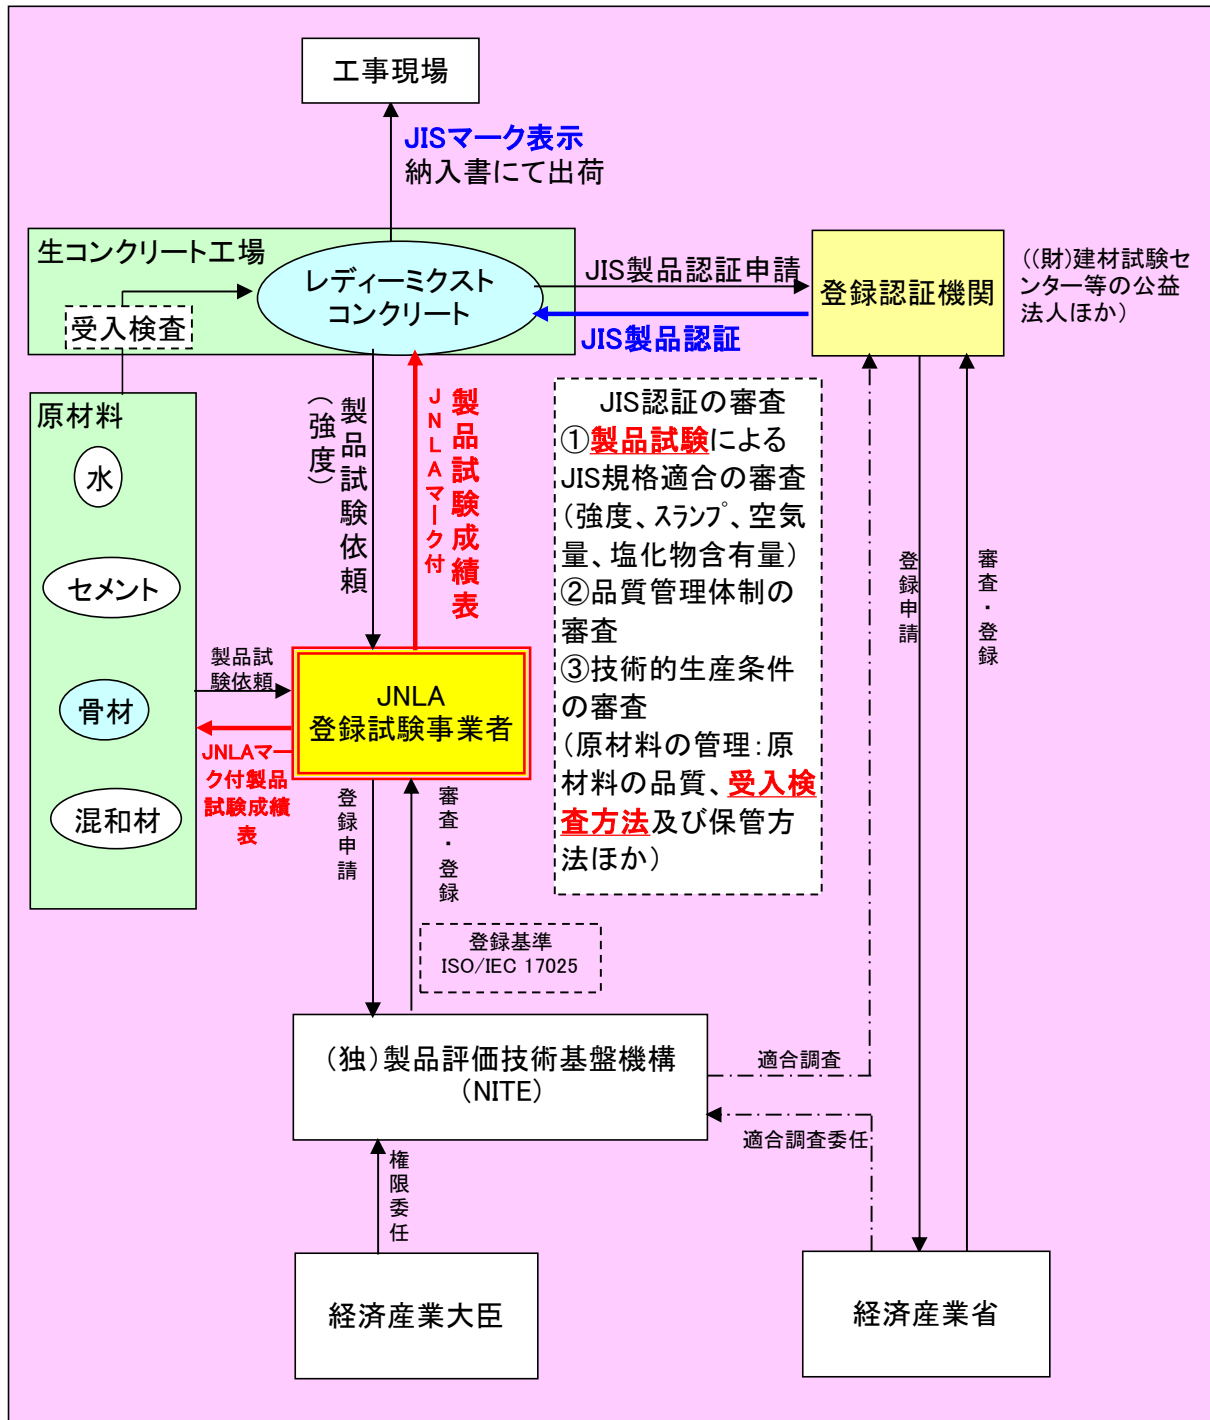 工事現場
JISマーク表示
納入書にて出荷
生コンクリート工場
レディーミクスト
コンクリート
受入検査
JIS製品認証申請
JIS製品認証
登録認証機関
((財)建材試験セ
ンター等の公益
法人ほか)
原材料
水
セメント
骨材
混和材
製品試験依頼
(強度)
製品試験成績表
JNLAマーク付
JIS認証の審査
①製品試験による
JIS規格適合の審査
(強度、スランプ、空気
量、塩化物含有量)
②品質管理体制の
審査
③技術的生産条件
の審査
(原材料の管理:原
材料の品質、受入検
査方法及び保管方
法ほか)
登録申請
審査・登録
製品試
験依頼
JNLA
登録試験事業者
JNLAマー
ク付製品
試験成績
表
登録申請
審査・登録
登録基準
ISO/IEC 17025
(独)製品評価技術基盤機構
(NITE)
適合調査
適合調査委任
権限委任
経済産業大臣
経済産業省